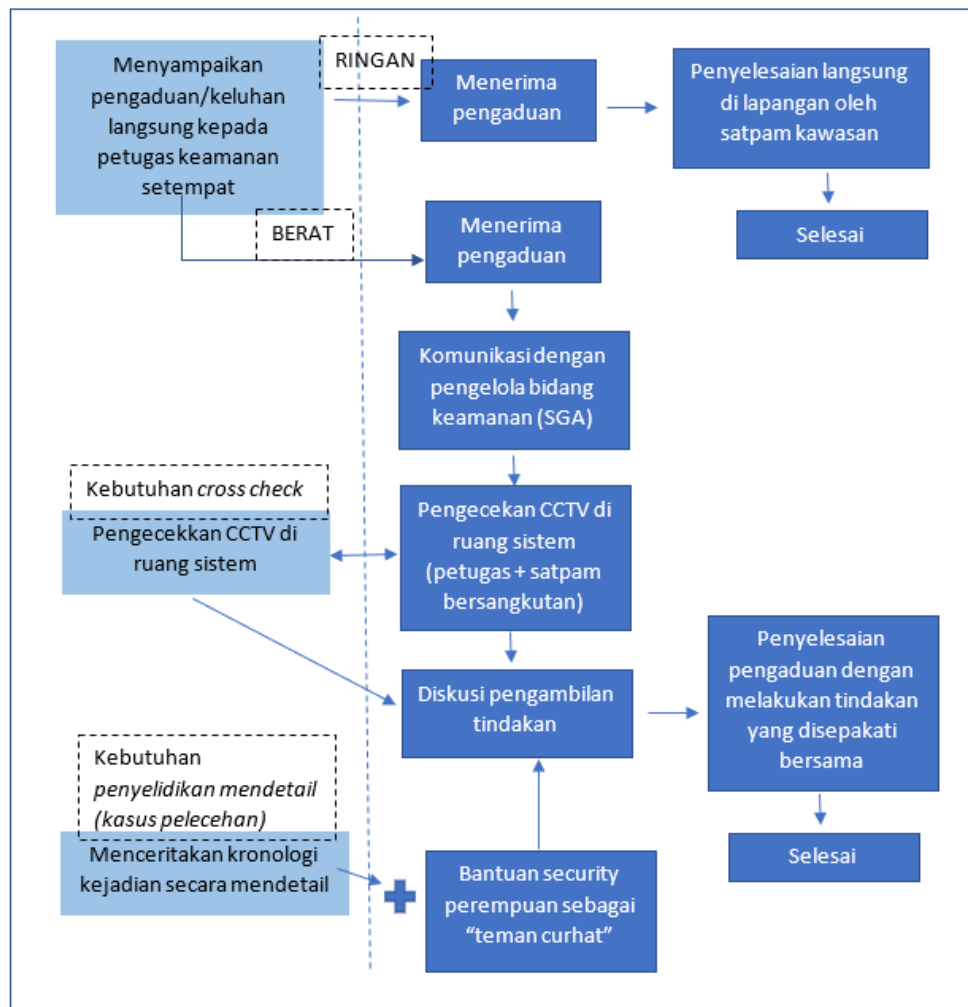 Menyampaikan
pengaduan/keluhan
langsung kepada
petugas keamanan
setempat
RINGAN
Menerima
pengaduan
Penyelesaian langsung
di lapangan oleh
satpam kawasan
Selesai
BERAT
Menerima
pengaduan
Komunikasi dengan
pengelola bidang
keamanan (SGA)
Kebutuhan cross check
Pengecekkan CCTV di
ruang sistem
Pengecekan CCTV di
ruang sistem
(petugas + satpam
bersangkutan)
Diskusi pengambilan
tindakan
Penyelesaian
pengaduan dengan
melakukan tindakan
yang disepakati
bersama
Selesai
Kebutuhan
penyelidikan mendetail
(kasus pelecehan)
Menceritakan kronologi
kejadian secara mendetail
Bantuan security
perempuan sebagai
“teman curhat”